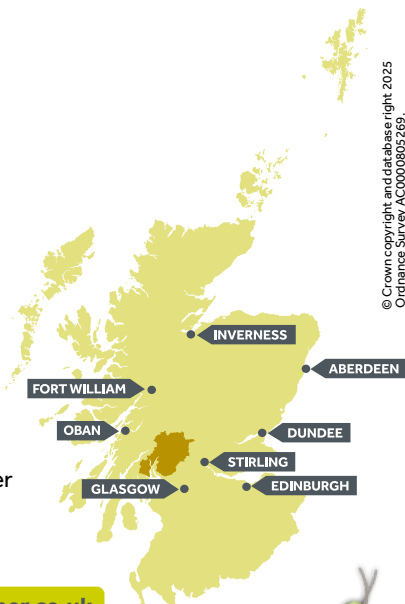 © Crown copyright and database right 2025
Ordnance Survey AC0000805269.
INVERNESS
ABERDEEN
FORT WILLIAM
OBAN
DUNDEE
STIRLING
GLASGOW
EDINBURGH